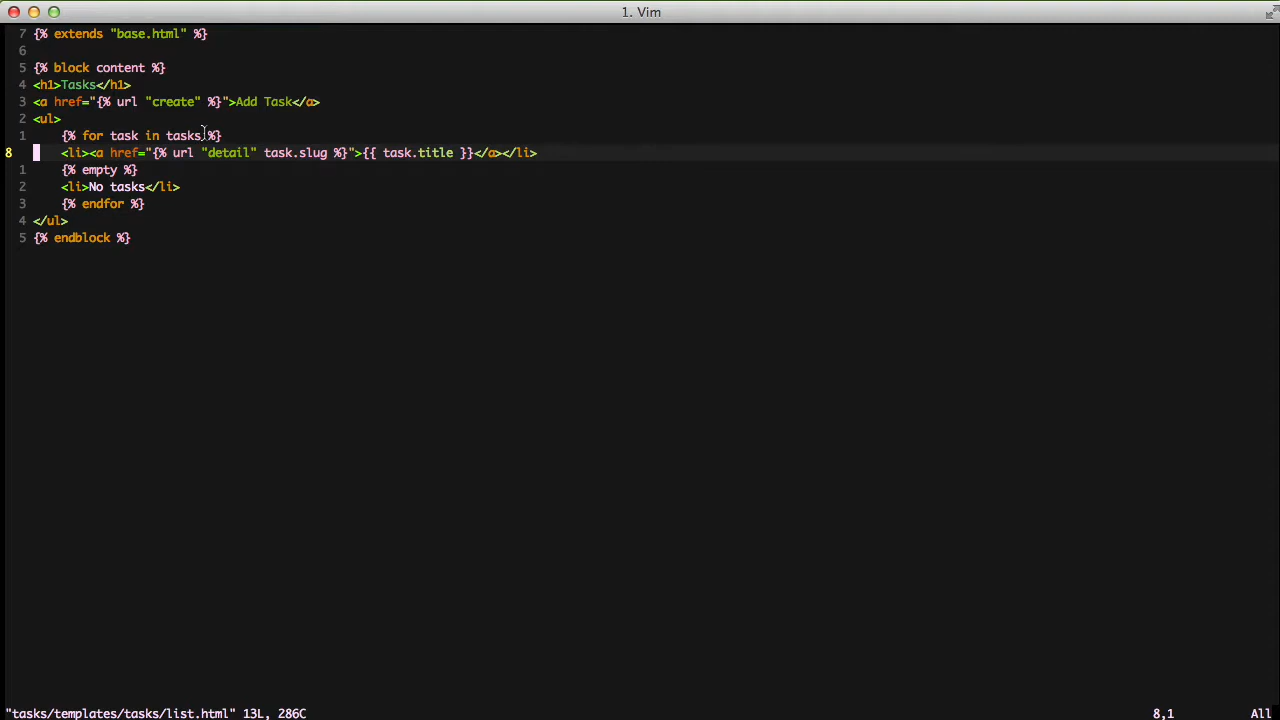 1. Vim
7 {% extends "base.html" %}
6
5 {% block content %}
4 <h1>Tasks</h1>
3 <a href="{% url "create" %}">Add Task</a>
2 <ul>
1     {% for task in tasks %}
8     <li><a href="{% url "detail" task.slug %}">{{ task.title }}</a></li>
1     {% empty %}
2     <li>No tasks</li>
3     {% endfor %}
4 </ul>
5 {% endblock %}
"tasks/templates/tasks/list.html" 13L, 286C 8,1 All